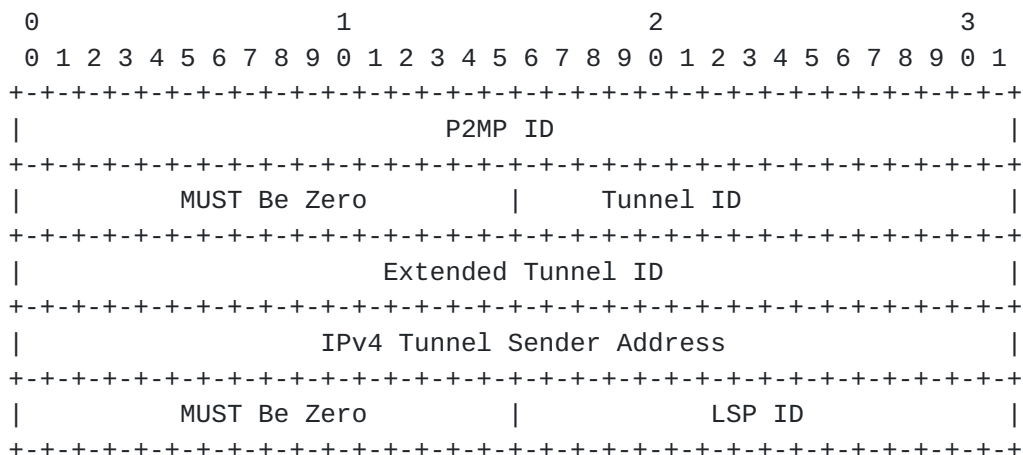 0                   1                   2                   3
 0 1 2 3 4 5 6 7 8 9 0 1 2 3 4 5 6 7 8 9 0 1 2 3 4 5 6 7 8 9 0 1
+-+-+-+-+-+-+-+-+-+-+-+-+-+-+-+-+-+-+-+-+-+-+-+-+-+-+-+-+-+-+-+-+
|                           P2MP ID                             |
+-+-+-+-+-+-+-+-+-+-+-+-+-+-+-+-+-+-+-+-+-+-+-+-+-+-+-+-+-+-+-+-+
|          MUST Be Zero         |     Tunnel ID                 |
+-+-+-+-+-+-+-+-+-+-+-+-+-+-+-+-+-+-+-+-+-+-+-+-+-+-+-+-+-+-+-+-+
|                       Extended Tunnel ID                      |
+-+-+-+-+-+-+-+-+-+-+-+-+-+-+-+-+-+-+-+-+-+-+-+-+-+-+-+-+-+-+-+-+
|                   IPv4 Tunnel Sender Address                  |
+-+-+-+-+-+-+-+-+-+-+-+-+-+-+-+-+-+-+-+-+-+-+-+-+-+-+-+-+-+-+-+-+
|          MUST Be Zero         |            LSP ID             |
+-+-+-+-+-+-+-+-+-+-+-+-+-+-+-+-+-+-+-+-+-+-+-+-+-+-+-+-+-+-+-+-+